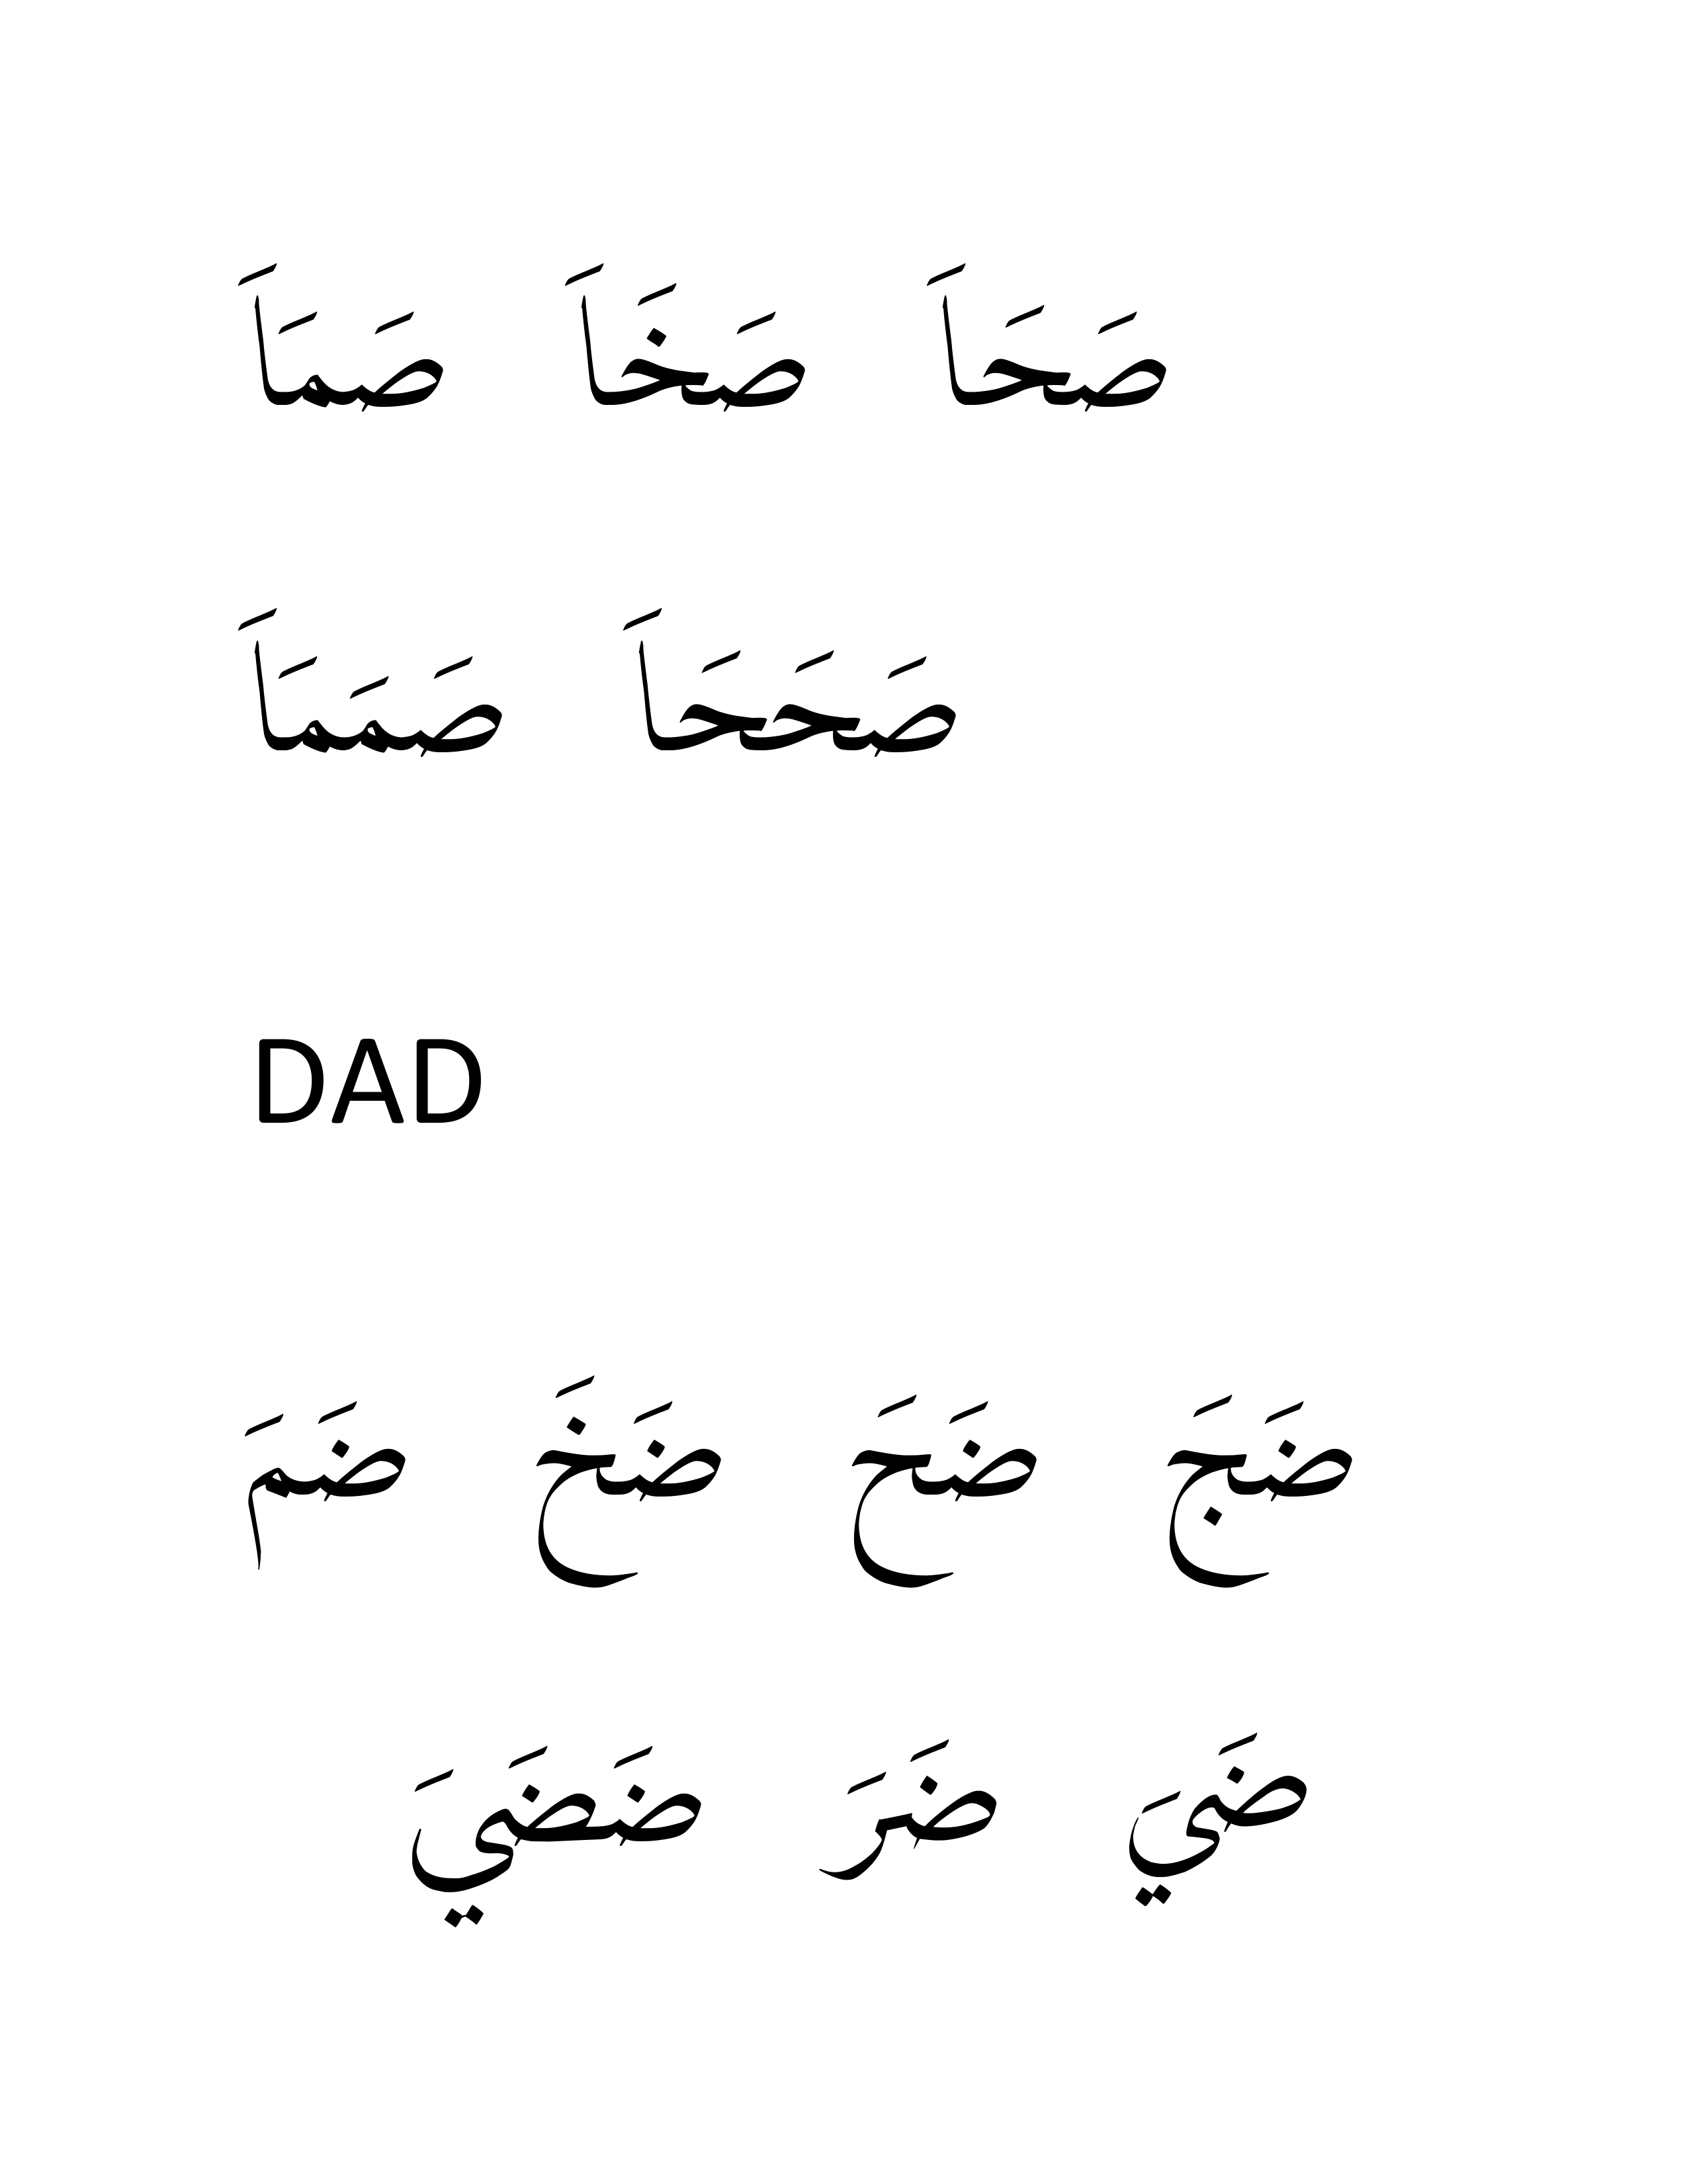 صَحَاَ صَخَاَ صَمَاَ
صَحَحَاَ صَمَمَاَ
DAD
ضَجَ ضَحَ ضَخَ ضَمَ
ضَيَ ضَرَ ضَضَيَ